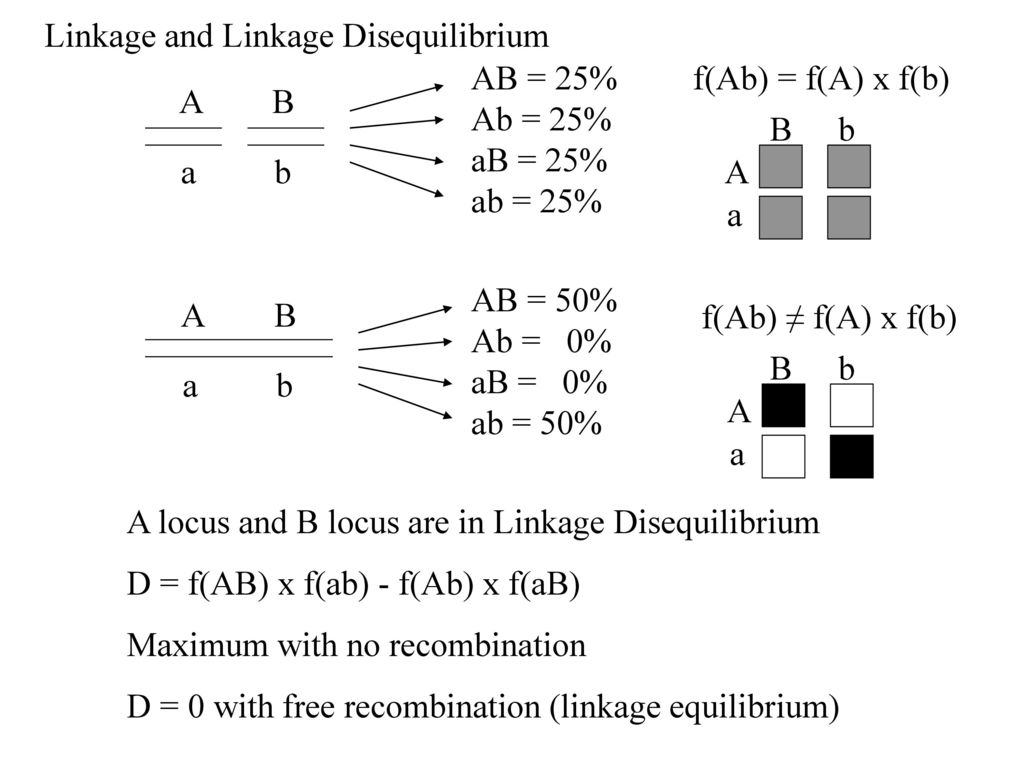 Linkage and Linkage Disequilibrium
A B
a b
AB = 25%
Ab = 25%
aB = 25%
ab = 25%
f(Ab) = f(A) x f(b)
B b
A
a
A B
a b
AB = 50%
Ab = 0%
aB = 0%
ab = 50%
f(Ab) ≠ f(A) x f(b)
B b
A
a
A locus and B locus are in Linkage Disequilibrium
D = f(AB) x f(ab) - f(Ab) x f(aB)
Maximum with no recombination
D = 0 with free recombination (linkage equilibrium)